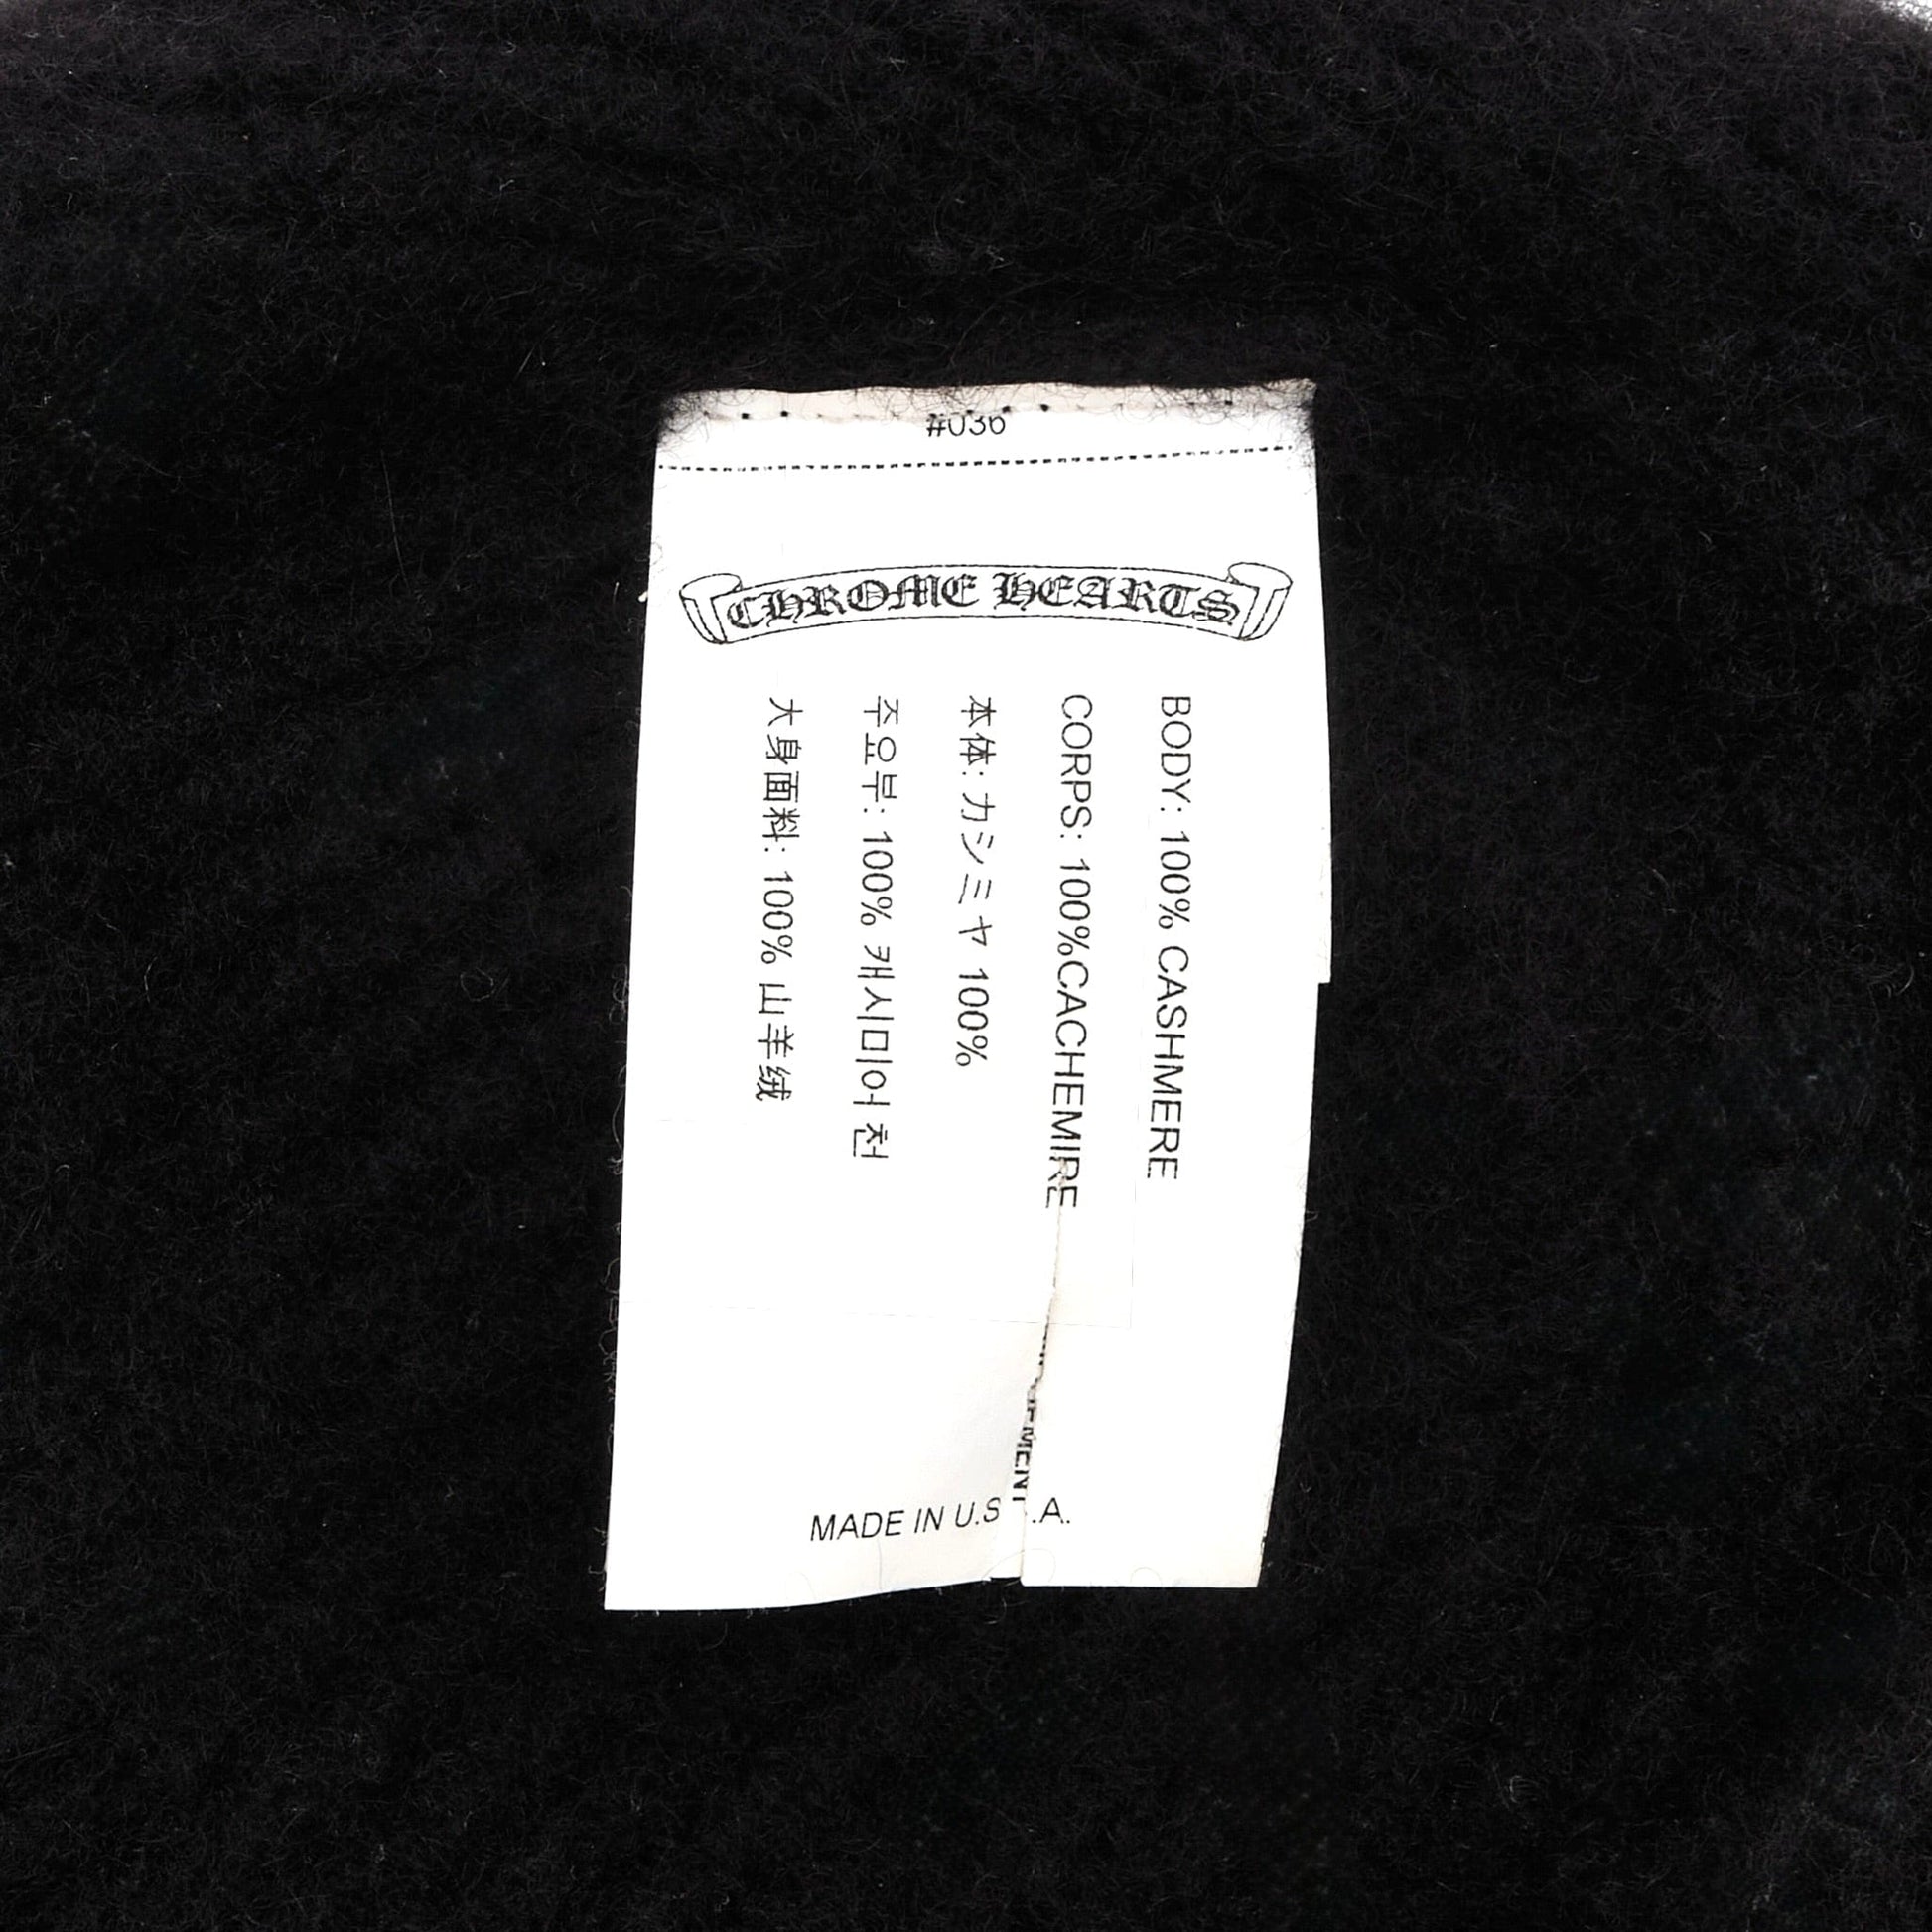 #036
CHROME HEARTS
BODY: 100% CASHMERE
CORPS: 100%CACHEMIRE
本体: カシミヤ 100%
주요부: 100% 캐시미어 천
大身面料: 100% 山羊绒
MADE IN U.S.A.